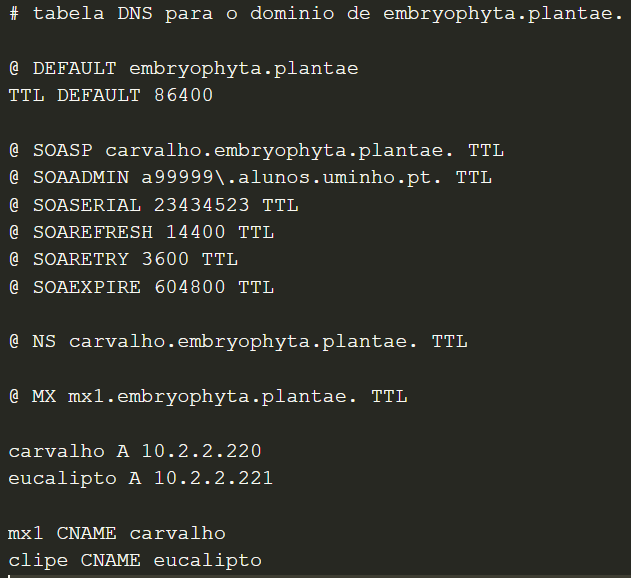 # tabela DNS para o dominio de embryophyta.plantae.
@ DEFAULT embryophyta.plantae
TTL DEFAULT 86400
@ SOASP carvalho.embryophyta.plantae. TTL
@ SOAADMIN a99999\.alunos.uminho.pt. TTL
@ SOASERIAL 23434523 TTL
@ SOAREFRESH 14400 TTL
@ SOARETRY 3600 TTL
@ SOAEXPIRE 604800 TTL
@ NS carvalho.embryophyta.plantae. TTL
@ MX mx1.embryophyta.plantae. TTL
carvalho A 10.2.2.220
eucalipto A 10.2.2.221
mx1 CNAME carvalho
clipe CNAME eucalipto